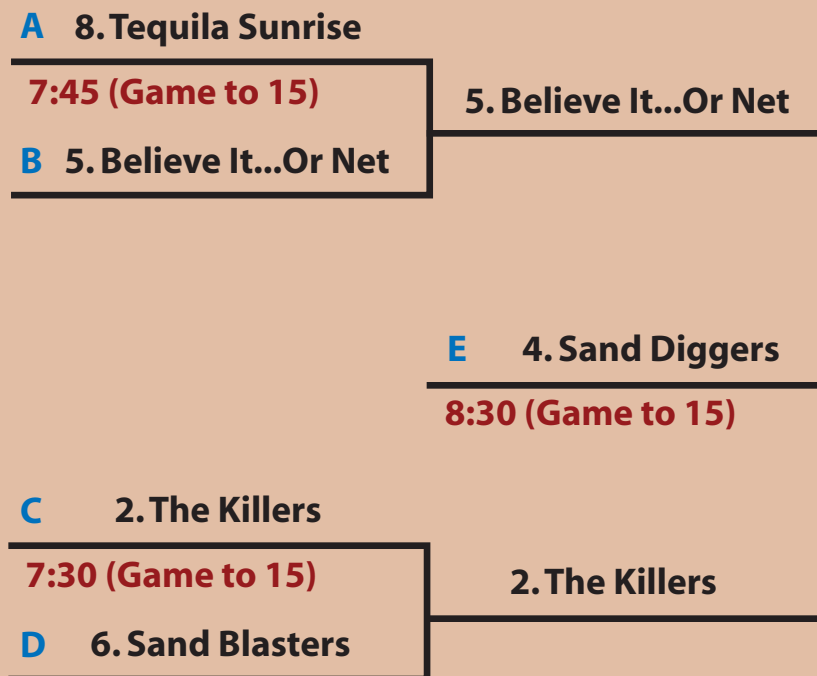 A 8. Tequila Sunrise
7:45 (Game to 15)
5. Believe It...Or Net
B 5. Believe It...Or Net
E 4. Sand Diggers
8:30 (Game to 15)
C 2. The Killers
7:30 (Game to 15)
2. The Killers
D 6. Sand Blasters